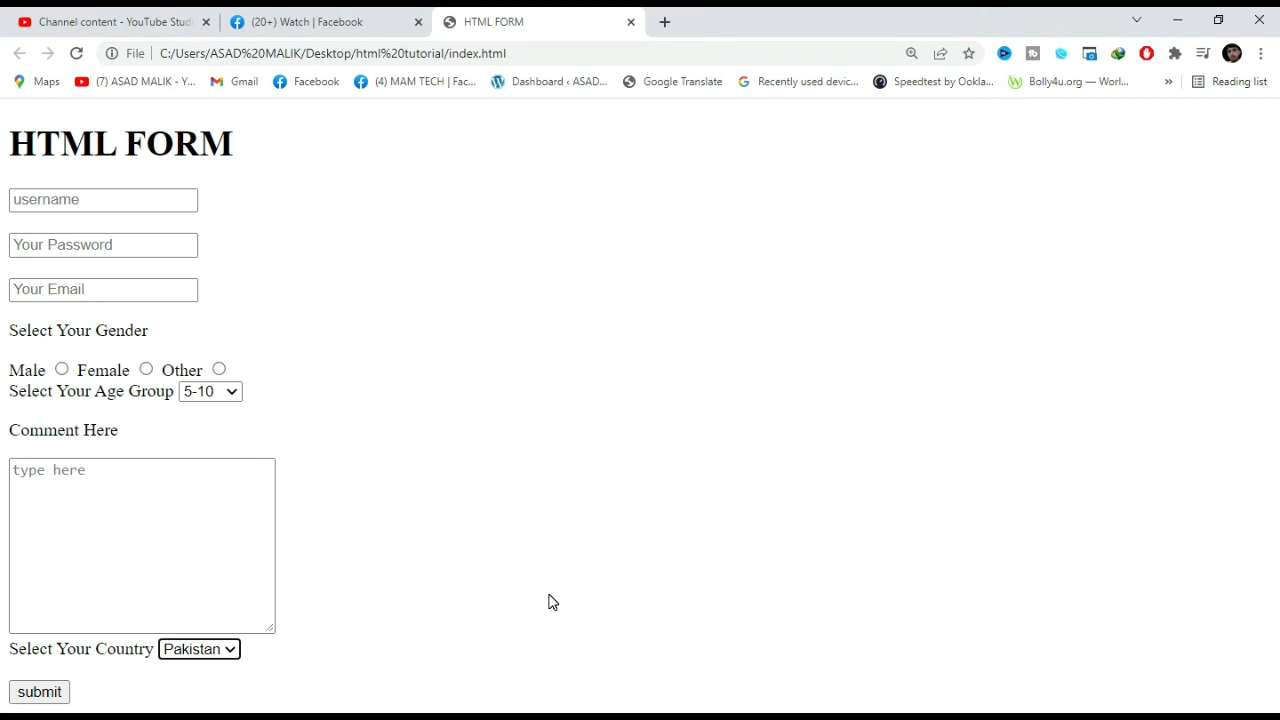 Channel content - YouTube Studi
(20+) Watch | Facebook
HTML FORM
File
C:/Users/ASAD%20MALIK/Desktop/html%20tutorial/index.html
Maps
(7) ASAD MALIK - Y...
Gmail
Facebook
(4) MAM TECH | Fac...
Dashboard ‹ ASAD...
Google Translate
Recently used devic...
Speedtest by Ookla...
Bolly4u.org — Worl...
»
Reading list
HTML FORM
username
Your Password
Your Email
Select Your Gender
Male Female Other
Select Your Age Group 5-10
Comment Here
type here
Select Your Country Pakistan
submit